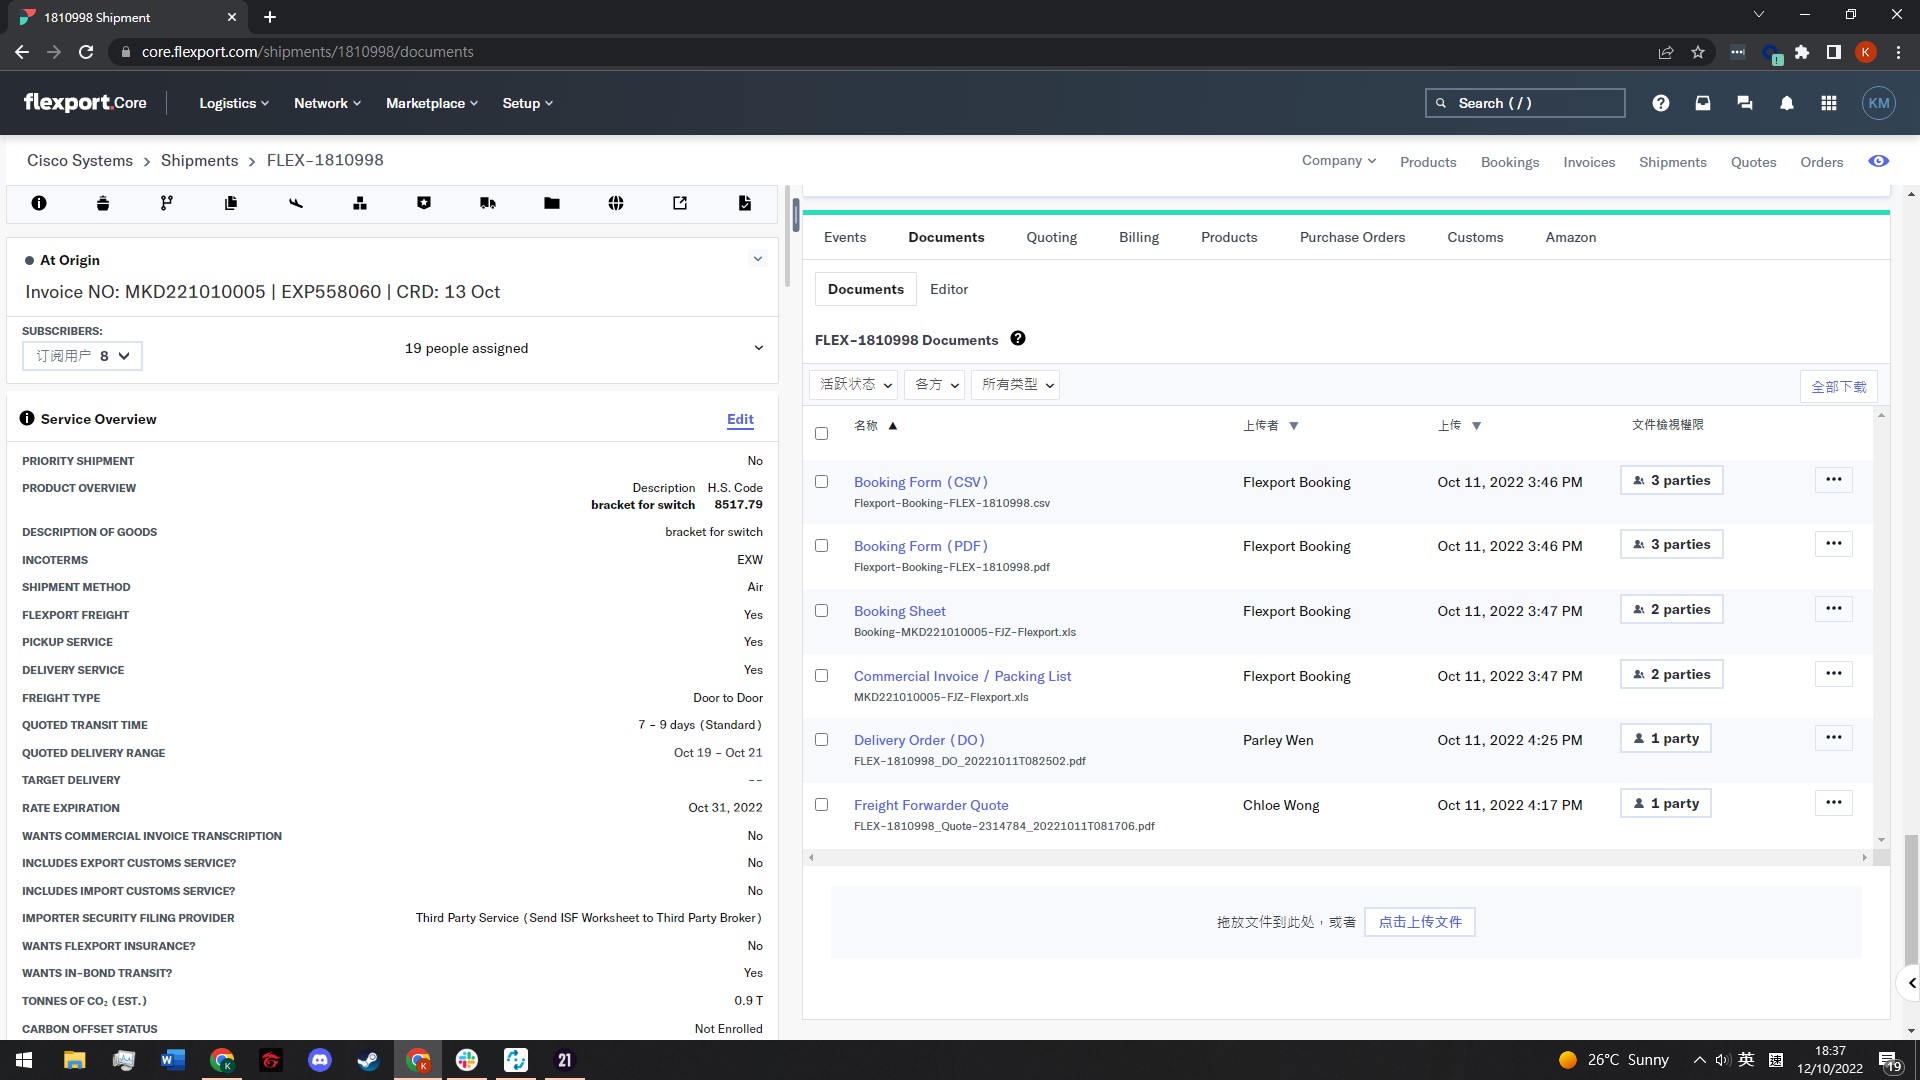 1810998 Shipment
core.flexport.com/shipments/1810998/documents
K
flexport.Core
Logistics
Network
Marketplace
Setup
Search ( / )
KM
Cisco Systems > Shipments > FLEX-1810998
Company
Products
Bookings
Invoices
Shipments
Quotes
Orders
At Origin
Invoice NO: MKD221010005 | EXP558060 | CRD: 13 Oct
SUBSCRIBERS:
订阅用户 8
19 people assigned
Service Overview
Edit
PRIORITY SHIPMENT No
PRODUCT OVERVIEW Description H.S. Code
bracket for switch 8517.79
DESCRIPTION OF GOODS bracket for switch
INCOTERMS EXW
SHIPMENT METHOD Air
FLEXPORT FREIGHT Yes
PICKUP SERVICE Yes
DELIVERY SERVICE Yes
FREIGHT TYPE Door to Door
QUOTED TRANSIT TIME 7 - 9 days (Standard)
QUOTED DELIVERY RANGE Oct 19 - Oct 21
TARGET DELIVERY --
RATE EXPIRATION Oct 31, 2022
WANTS COMMERCIAL INVOICE TRANSCRIPTION No
INCLUDES EXPORT CUSTOMS SERVICE? No
INCLUDES IMPORT CUSTOMS SERVICE? No
IMPORTER SECURITY FILING PROVIDER Third Party Service (Send ISF Worksheet to Third Party Broker)
WANTS FLEXPORT INSURANCE? No
WANTS IN-BOND TRANSIT? Yes
TONNES OF CO₂ (EST.) 0.9 T
CARBON OFFSET STATUS Not Enrolled
Events
Documents
Quoting
Billing
Products
Purchase Orders
Customs
Amazon
Documents
Editor
FLEX-1810998 Documents
活跃状态
各方
所有类型
全部下载
名称 ▲ 上传者 ▼ 上传 ▼ 文件檢視權限
Booking Form (CSV) Flexport Booking Oct 11, 2022 3:46 PM 3 parties
Flexport-Booking-FLEX-1810998.csv
Booking Form (PDF) Flexport Booking Oct 11, 2022 3:46 PM 3 parties
Flexport-Booking-FLEX-1810998.pdf
Booking Sheet Flexport Booking Oct 11, 2022 3:47 PM 2 parties
Booking-MKD221010005-FJZ-Flexport.xls
Commercial Invoice / Packing List Flexport Booking Oct 11, 2022 3:47 PM 2 parties
MKD221010005-FJZ-Flexport.xls
Delivery Order (DO) Parley Wen Oct 11, 2022 4:25 PM 1 party
FLEX-1810998_DO_20221011T082502.pdf
Freight Forwarder Quote Chloe Wong Oct 11, 2022 4:17 PM 1 party
FLEX-1810998_Quote-2314784_20221011T081706.pdf
拖放文件到此处，或者 点击上传文件
21
26°C Sunny
英
速
18:37
12/10/2022
19